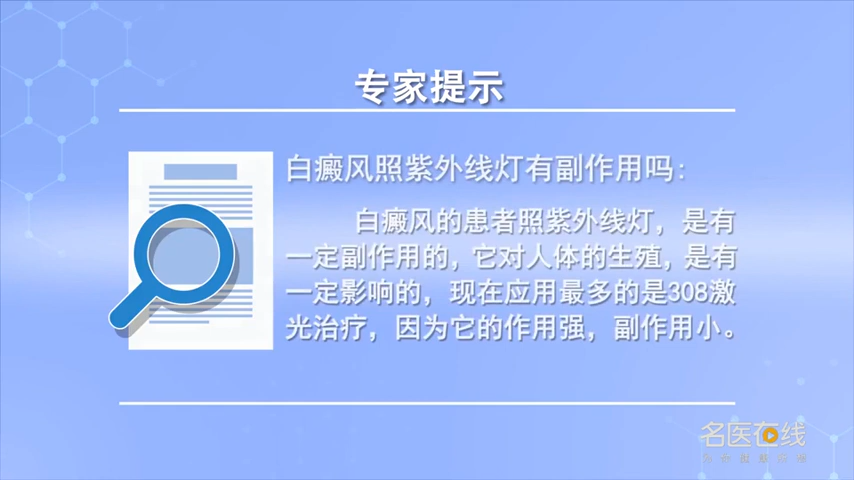 专家提示
白癜风照紫外线灯有副作用吗：
白癜风的患者照紫外线灯，是有
一定副作用的，它对人体的生殖，是有
一定影响的，现在应用最多的是308激
光治疗，因为它的作用强，副作用小。
名医在线